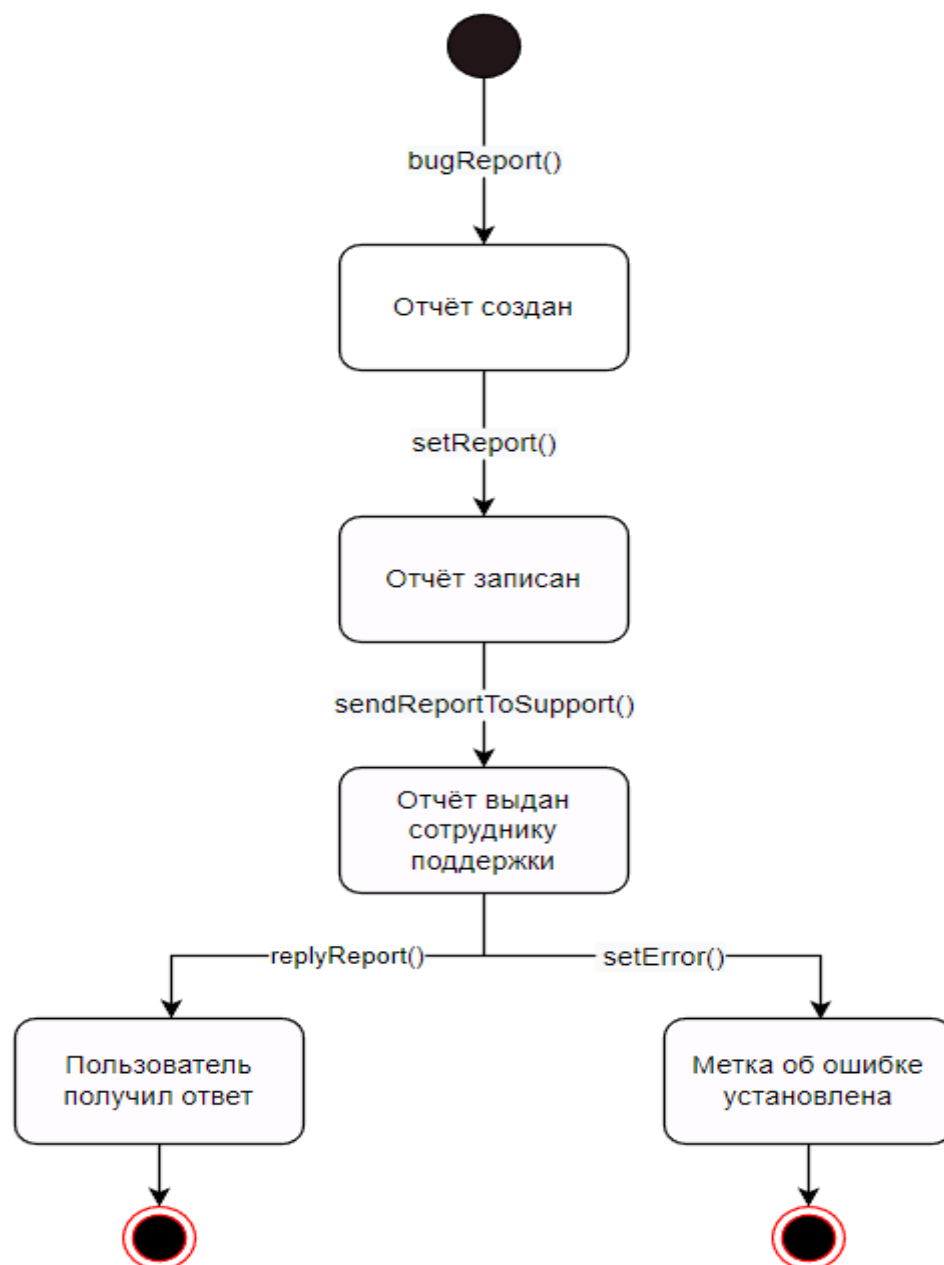 bugReport()
Отчёт создан
setReport()
Отчёт записан
sendReportToSupport()
Отчёт выдан
сотруднику
поддержки
replyReport()
setError()
Пользователь
получил ответ
Метка об ошибке
установлена